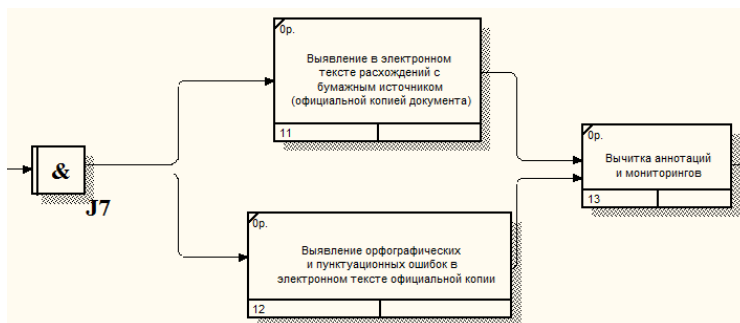 0р.
Выявление в электронном
тексте расхождений с
бумажным источником
(официальной копией документа)
11
&
J7
0р.
Вычитка аннотаций
и мониторингов
13
0р.
Выявление орфографических
и пунктуационных ошибок в
электронном тексте официальной копии
12